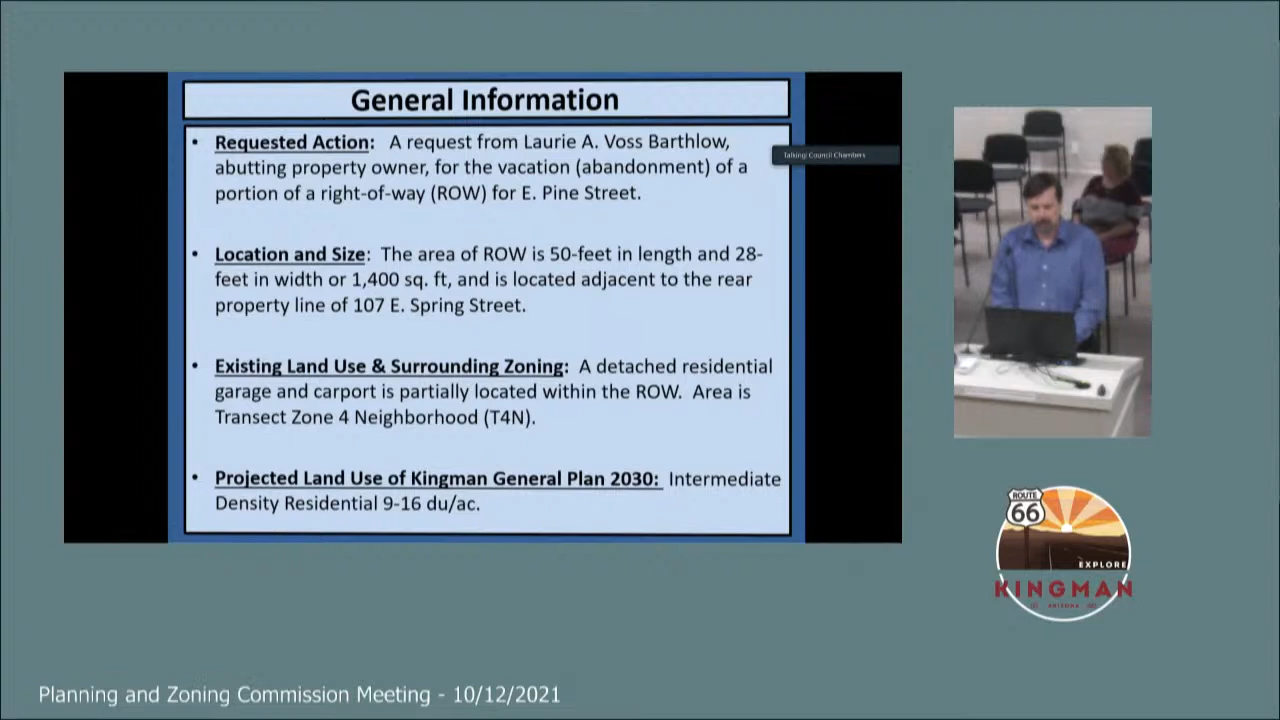 General Information
• Requested Action: A request from Laurie A. Voss Barthlow,
abutting property owner, for the vacation (abandonment) of a
portion of a right-of-way (ROW) for E. Pine Street.
• Location and Size: The area of ROW is 50-feet in length and 28-
feet in width or 1,400 sq. ft, and is located adjacent to the rear
property line of 107 E. Spring Street.
• Existing Land Use & Surrounding Zoning: A detached residential
garage and carport is partially located within the ROW. Area is
Transect Zone 4 Neighborhood (T4N).
• Projected Land Use of Kingman General Plan 2030: Intermediate
Density Residential 9-16 du/ac.
Talking: Council Chambers
ROUTE
66
EXPLORE
KINGMAN
ARIZONA
Planning and Zoning Commission Meeting - 10/12/2021